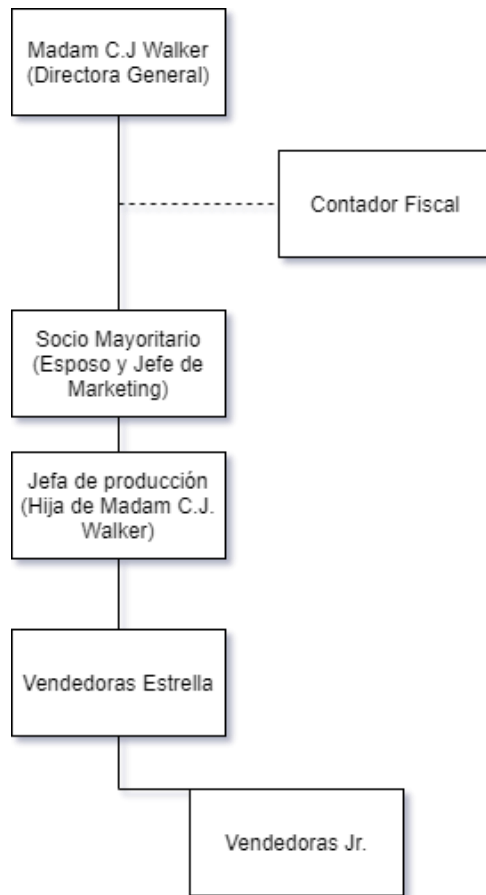 Madam C.J Walker
(Directora General)
Contador Fiscal
Socio Mayoritario
(Esposo y Jefe de
Marketing)
Jefa de producción
(Hija de Madam C.J.
Walker)
Vendedoras Estrella
Vendedoras Jr.